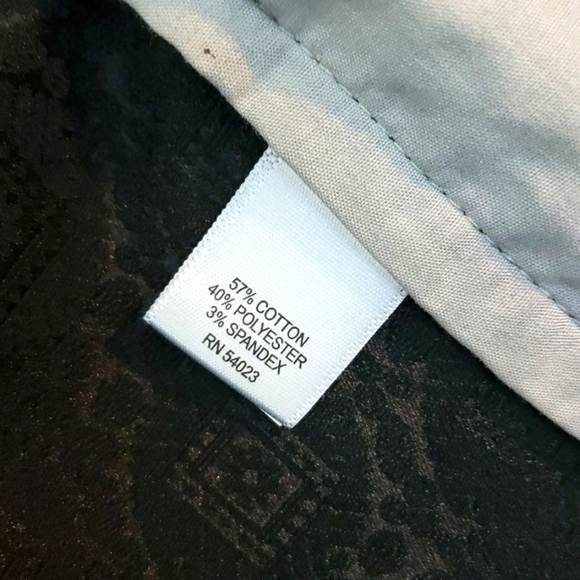 57% COTTON
40% POLYESTER
3% SPANDEX
RN 54023